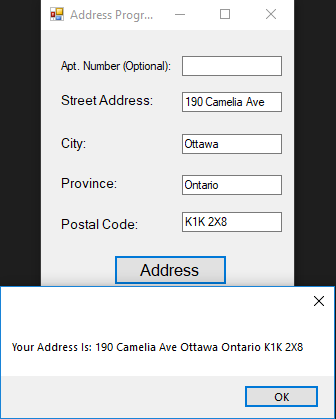 Address Progr...
Apt. Number (Optional):
Street Address: 190 Camelia Ave
City: Ottawa
Province: Ontario
Postal Code: K1K 2X8
Address
Your Address Is: 190 Camelia Ave Ottawa Ontario K1K 2X8
OK